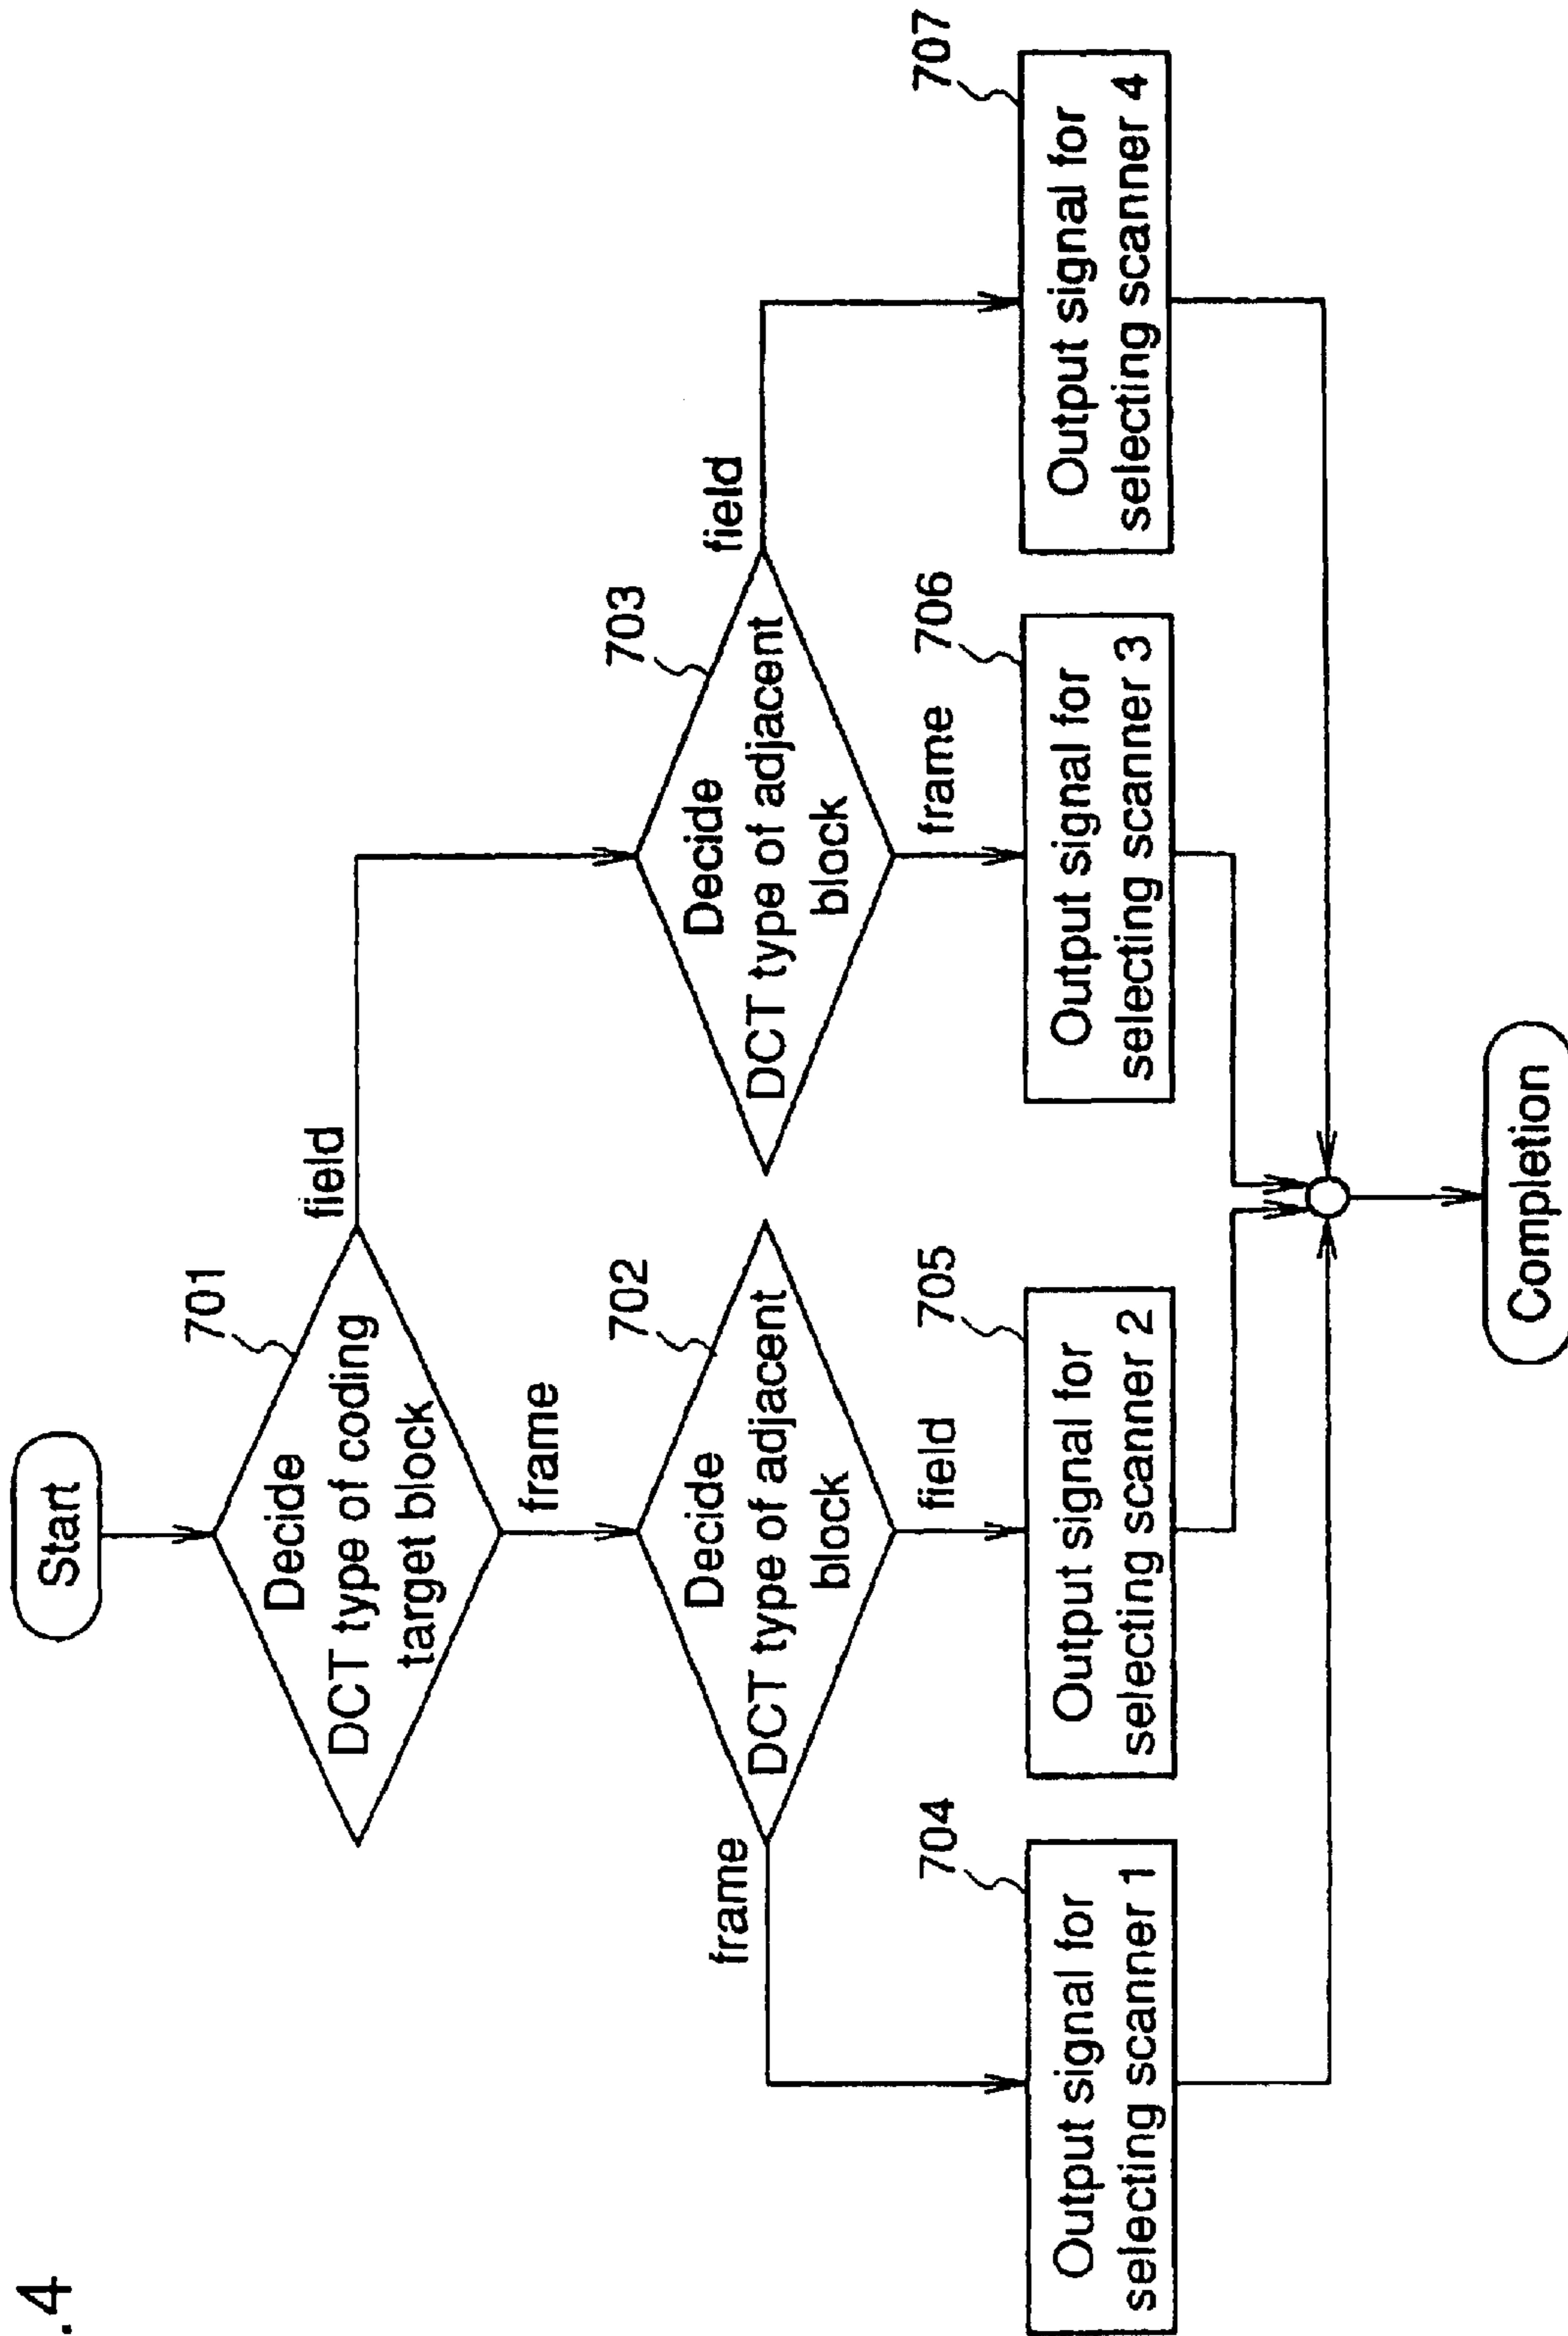 .4
Start
701
Decide
DCT type of coding
target block
field
frame
702
Decide
DCT type of adjacent
block
703
Decide
DCT type of adjacent
block
frame
field
frame
field
704
Output signal for
selecting scanner 1
705
Output signal for
selecting scanner 2
706
Output signal for
selecting scanner 3
707
Output signal for
selecting scanner 4
Completion